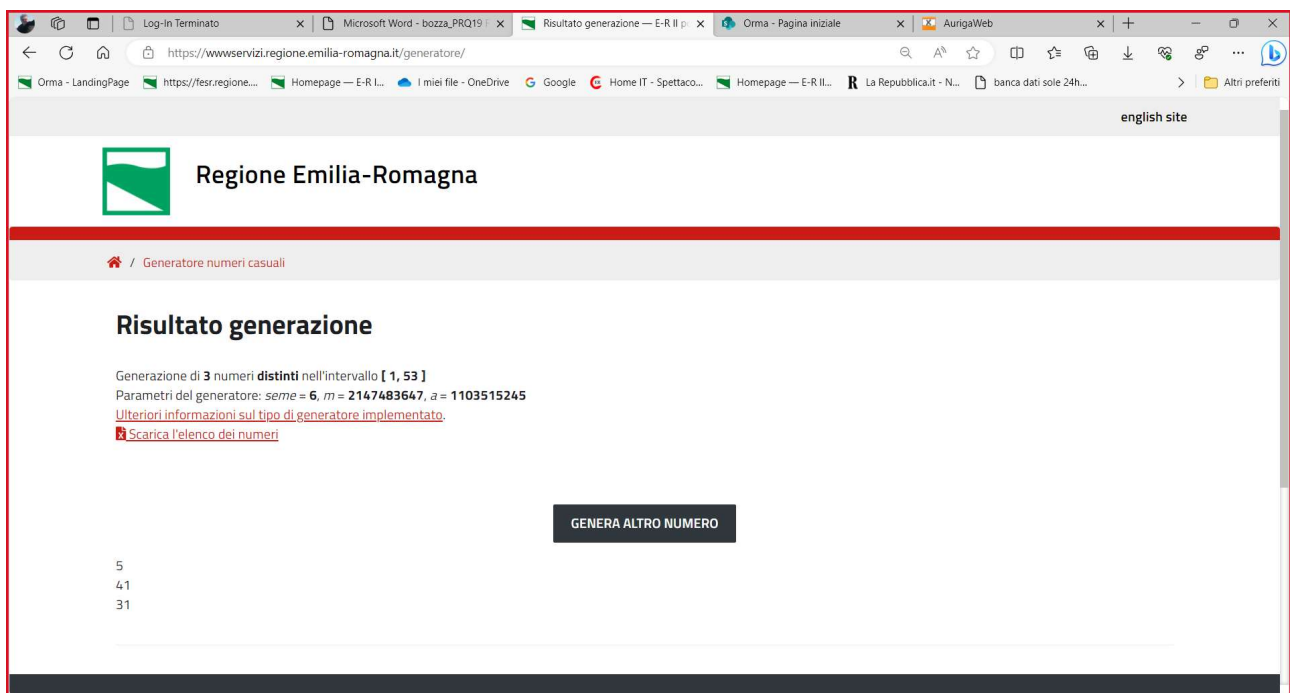 Log-In Terminato
Microsoft Word - bozza_PRQ19 F
Risultato generazione — E-R Il po
Orma - Pagina iniziale
AurigaWeb
https://wwwservizi.regione.emilia-romagna.it/generatore/
Orma - LandingPage
https://fesr.regione....
Homepage — E-R I...
I miei file - OneDrive
Google
Home IT - Spettaco...
Homepage — E-R Il...
La Repubblica.it - N...
banca dati sole 24h...
Altri preferiti
english site
Regione Emilia-Romagna
/ Generatore numeri casuali
Risultato generazione
Generazione di 3 numeri distinti nell'intervallo [ 1, 53 ]
Parametri del generatore: seme = 6, m = 2147483647, a = 1103515245
Ulteriori informazioni sul tipo di generatore implementato.
Scarica l'elenco dei numeri
GENERA ALTRO NUMERO
5
41
31